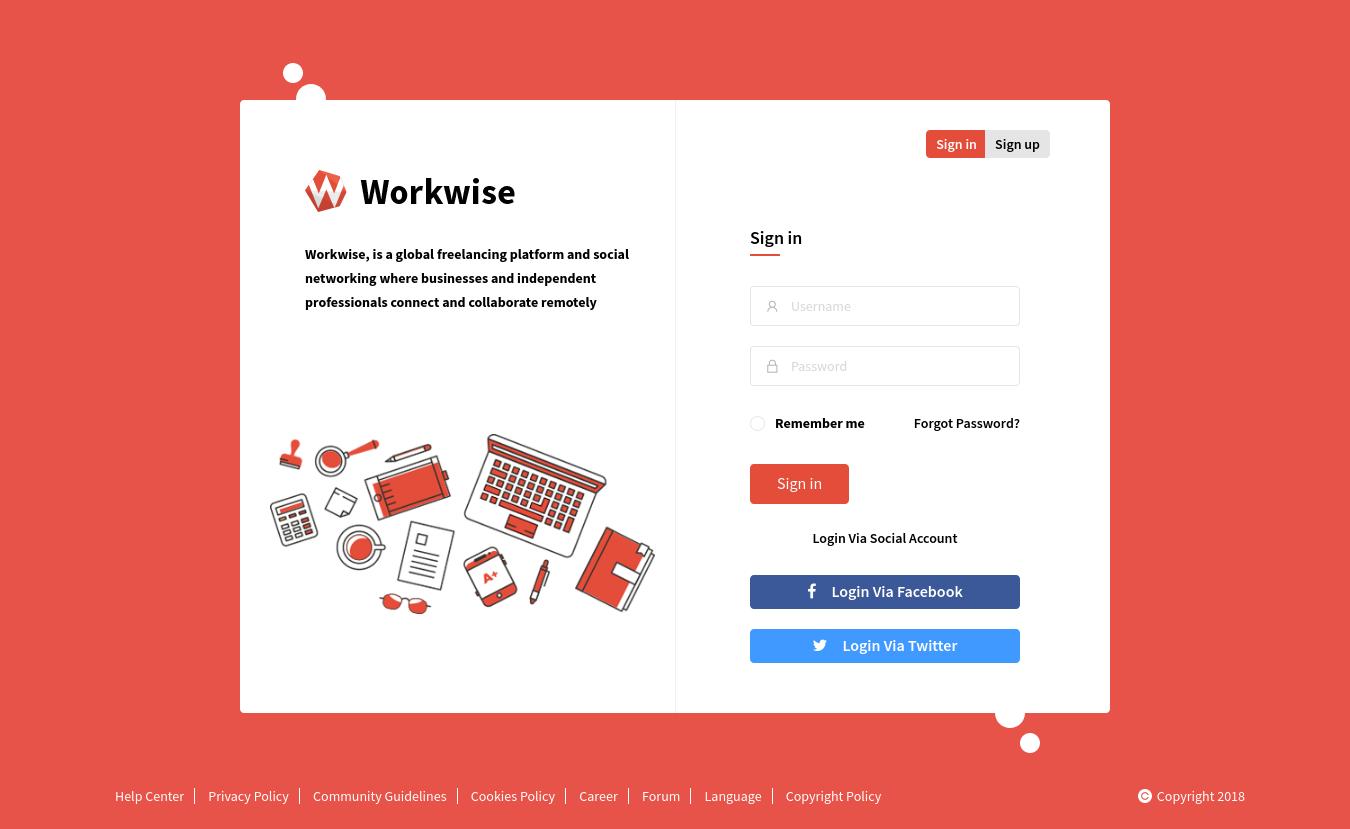 Workwise
Workwise, is a global freelancing platform and social
networking where businesses and independent
professionals connect and collaborate remotely
A+
Sign in
Sign up
Sign in
Username
Password
Remember me
Forgot Password?
Sign in
Login Via Social Account
Login Via Facebook
Login Via Twitter
Help Center
Privacy Policy
Community Guidelines
Cookies Policy
Career
Forum
Language
Copyright Policy
Copyright 2018